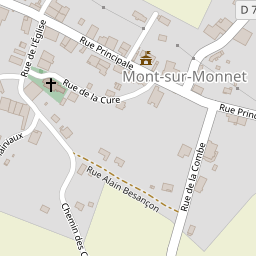 D 7
Rue de l'Église
Rue Principale
Mont-sur-Monnet
Rue de la Cure
Rue Prin
Rue de la Combe
Rue Alain Besançon
Chemin des C